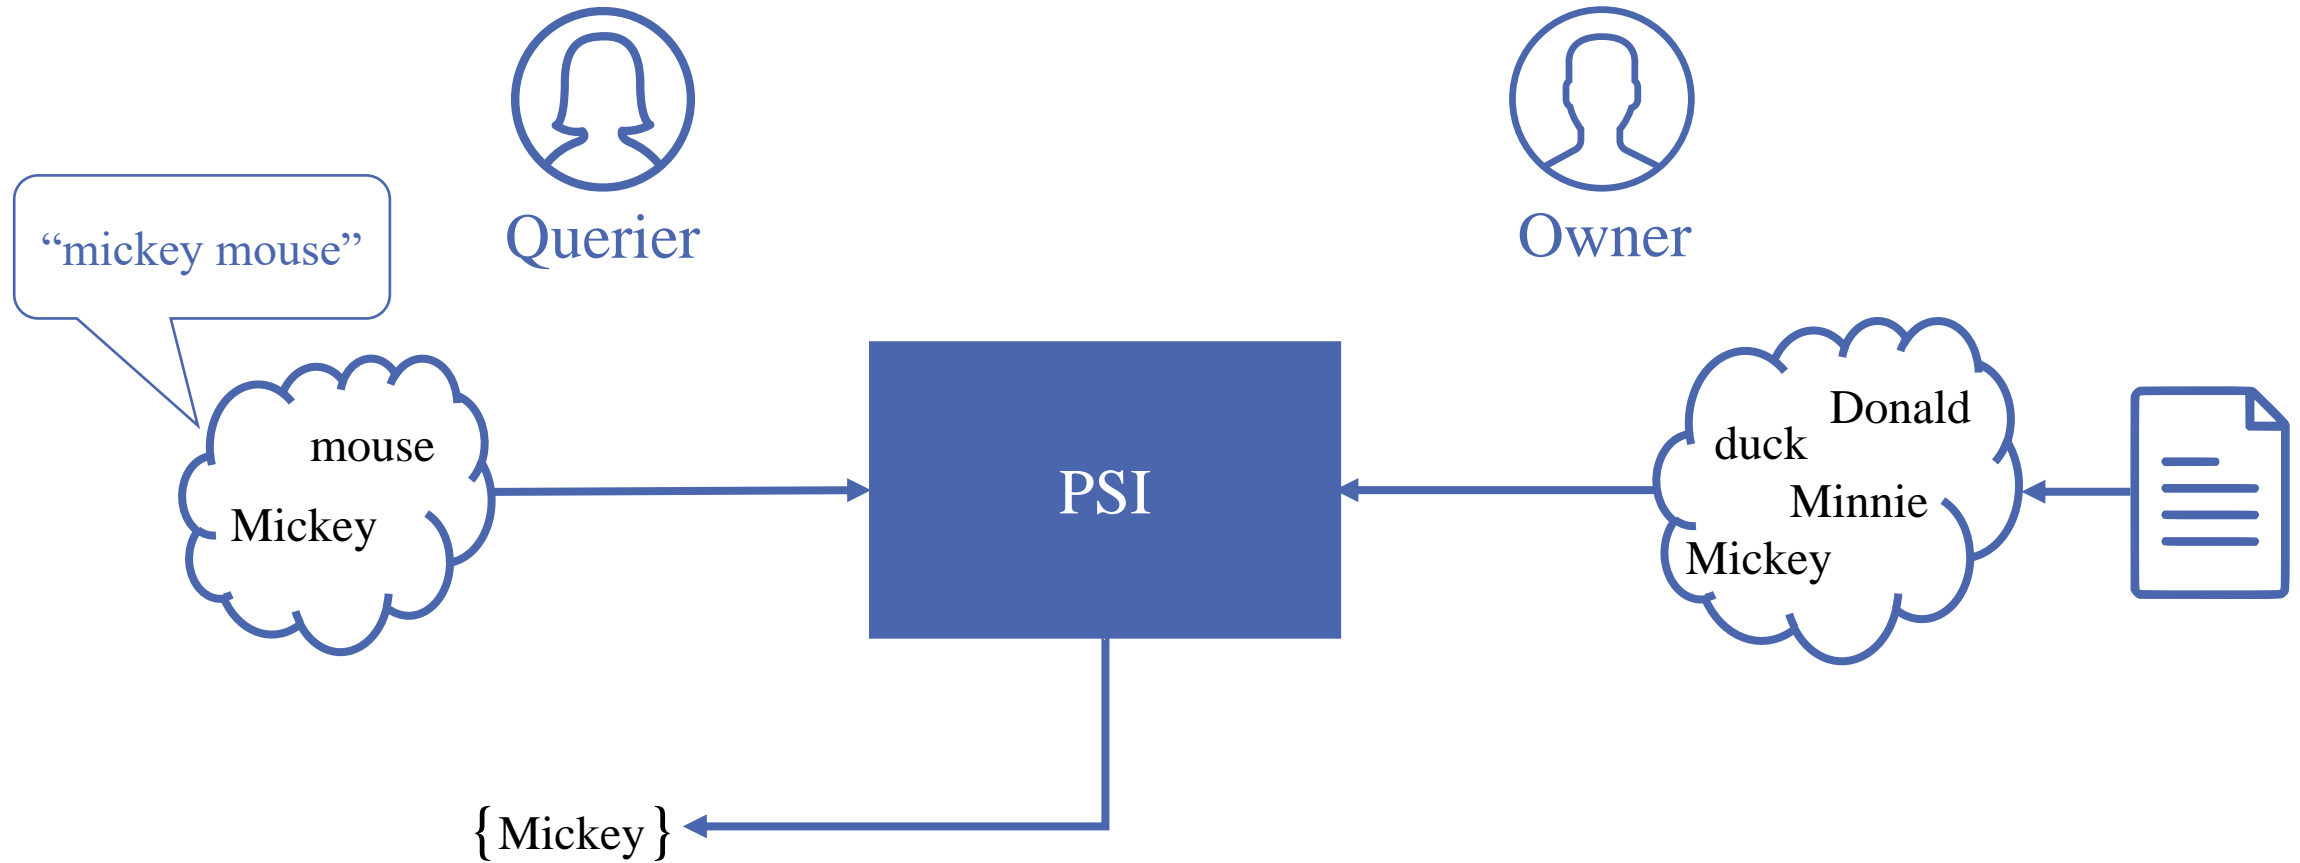 Querier
Owner
“mickey mouse”
mouse
Mickey
PSI
Donald
duck
Minnie
Mickey
{Mickey}